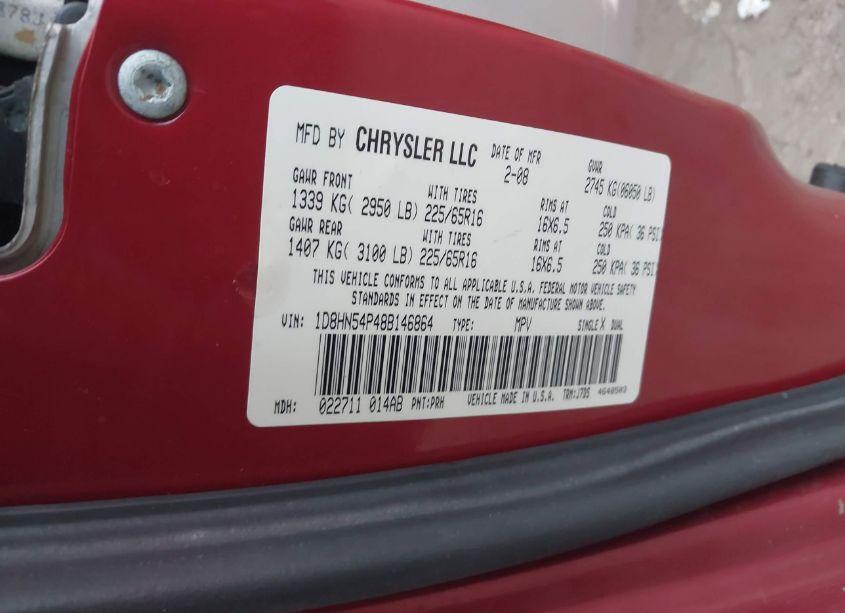 MFD BY CHRYSLER LLC DATE OF MFR GVWR
2-08 2745 KG(06050 LB)
GAWR FRONT WITH TIRES RIMS AT COLD
1339 KG( 2950 LB) 225/65R16 16X6.5 250 KPA( 36 PSI)
GAWR REAR WITH TIRES RIMS AT COLD
1407 KG( 3100 LB) 225/65R16 16X6.5 250 KPA( 36 PSI)
THIS VEHICLE CONFORMS TO ALL APPLICABLE U.S.A. FEDERAL MOTOR VEHICLE SAFETY
STANDARDS IN EFFECT ON THE DATE OF MANUFACTURE SHOWN ABOVE.
VIN: 1D8HN54P48B146864 TYPE: MPV SINGLE X DUAL
MDH: 022711 014AB PNT:PRH VEHICLE MADE IN U.S.A. TRM:J7D5 4648503